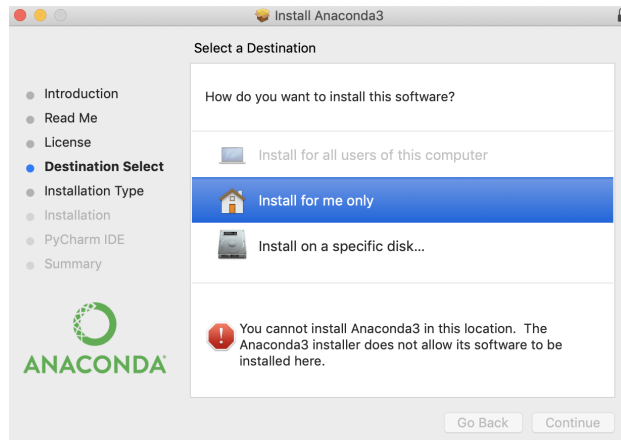 Install Anaconda3
Select a Destination
Introduction
Read Me
License
Destination Select
Installation Type
Installation
PyCharm IDE
Summary
ANACONDA
How do you want to install this software?
Install for all users of this computer
Install for me only
Install on a specific disk...
You cannot install Anaconda3 in this location. The
Anaconda3 installer does not allow its software to be
installed here.
Go Back
Continue